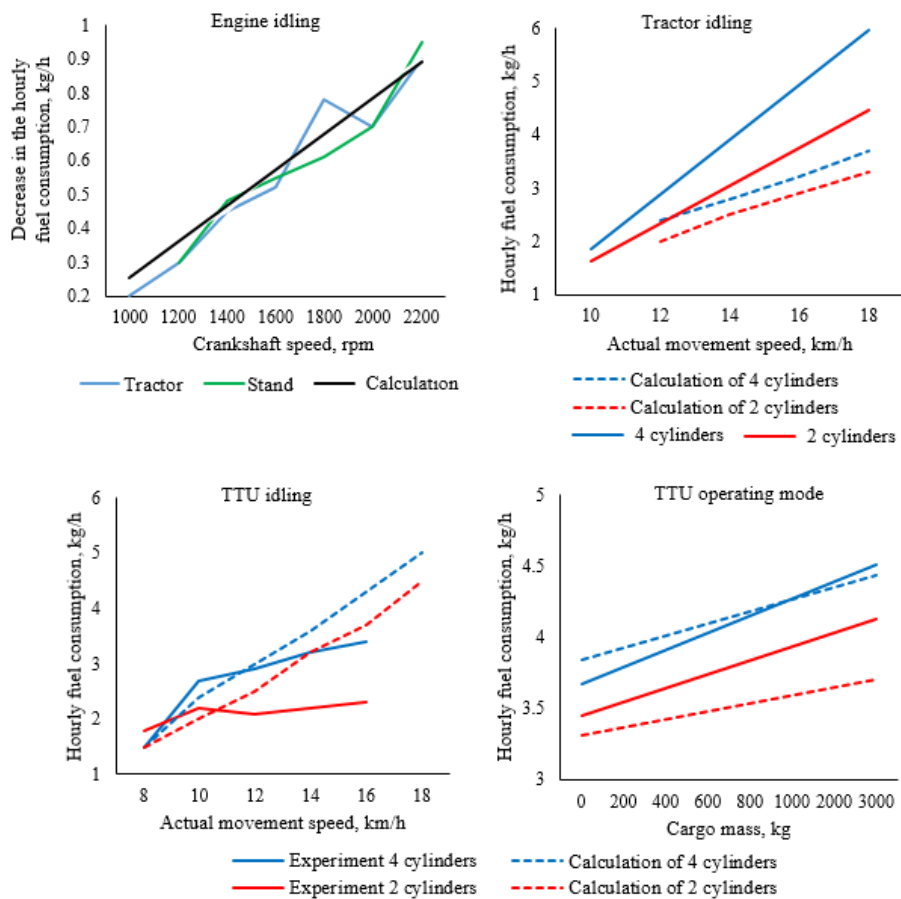 Engine idling
Decrease in the hourly
fuel consumption, kg/h
1
0.9
0.8
0.7
0.6
0.5
0.4
0.3
0.2
1000 1200 1400 1600 1800 2000 2200
Crankshaft speed, rpm
Tractor Stand Calculation
Tractor idling
Hourly fuel consumption, kg/h
6
5
4
3
2
1
10 12 14 16 18
Actual movement speed, km/h
Calculation of 4 cylinders
Calculation of 2 cylinders
4 cylinders 2 cylinders
TTU idling
Hourly fuel consumption, kg/h
6
5
4
3
2
1
8 10 12 14 16 18
Actual movement speed, km/h
TTU operating mode
Hourly fuel consumption, kg/h
5
4.5
4
3.5
3
0 200 400 600 800 1000 2000 3000
Cargo mass, kg
Experiment 4 cylinders Calculation of 4 cylinders
Experiment 2 cylinders Calculation of 2 cylinders